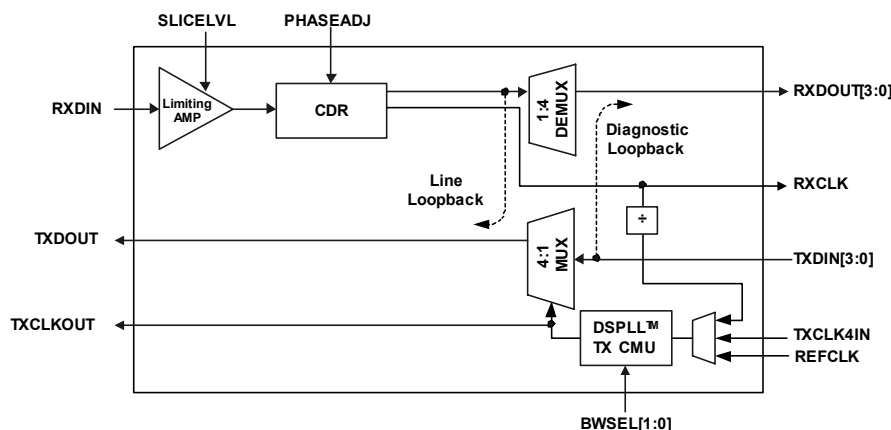 SLICELVL
PHASEADJ
RXDIN
Limiting
AMP
CDR
1:4
DEMUX
RXDOUT[3:0]
Diagnostic
Loopback
Line
Loopback
RXCLK
÷
TXDOUT
4:1
MUX
TXDIN[3:0]
TXCLKOUT
DSPLL™
TX CMU
TXCLK4IN
REFCLK
BWSEL[1:0]